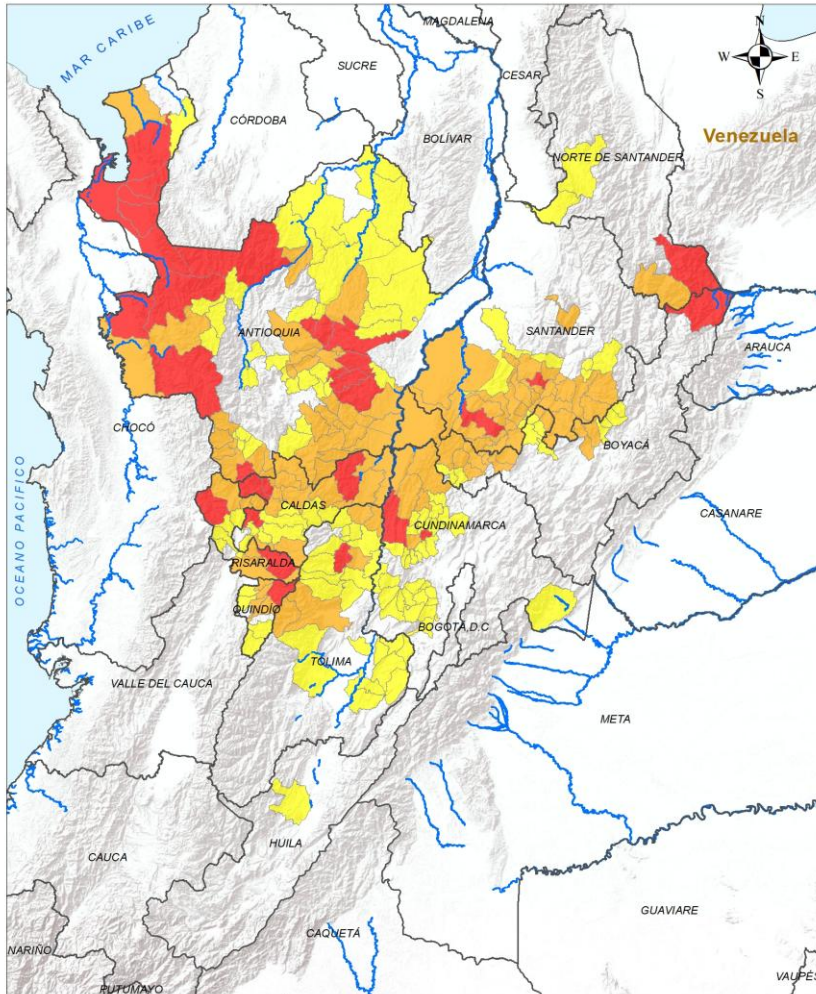 MAGDALENA
MAR CARIBE
N
W
E
S
SUCRE
CESAR
CÓRDOBA
BOLÍVAR
Venezuela
NORTE DE SANTANDER
ANTIOQUIA
SANTANDER
ARAUCA
CHOCÓ
BOYACÁ
OCEANO PACIFICO
CALDAS
CASANARE
CUNDINAMARCA
RISARALDA
QUINDÍO
BOGOTÁ D.C
TOLIMA
VALLE DEL CAUCA
META
HUILA
CAUCA
GUAVIARE
CAQUETÁ
NARIÑO
PUTUMAYO
VAUPÉS